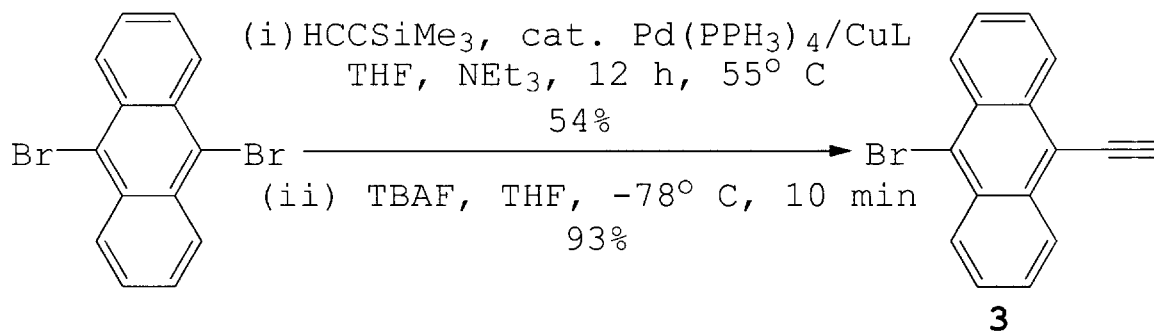 (i)HCCSiMe₃, cat. Pd(PPH₃)₄/CuL
THF, NEt₃, 12 h, 55° C
54%
Br
Br
Br
(ii) TBAF, THF, -78° C, 10 min
93%
3